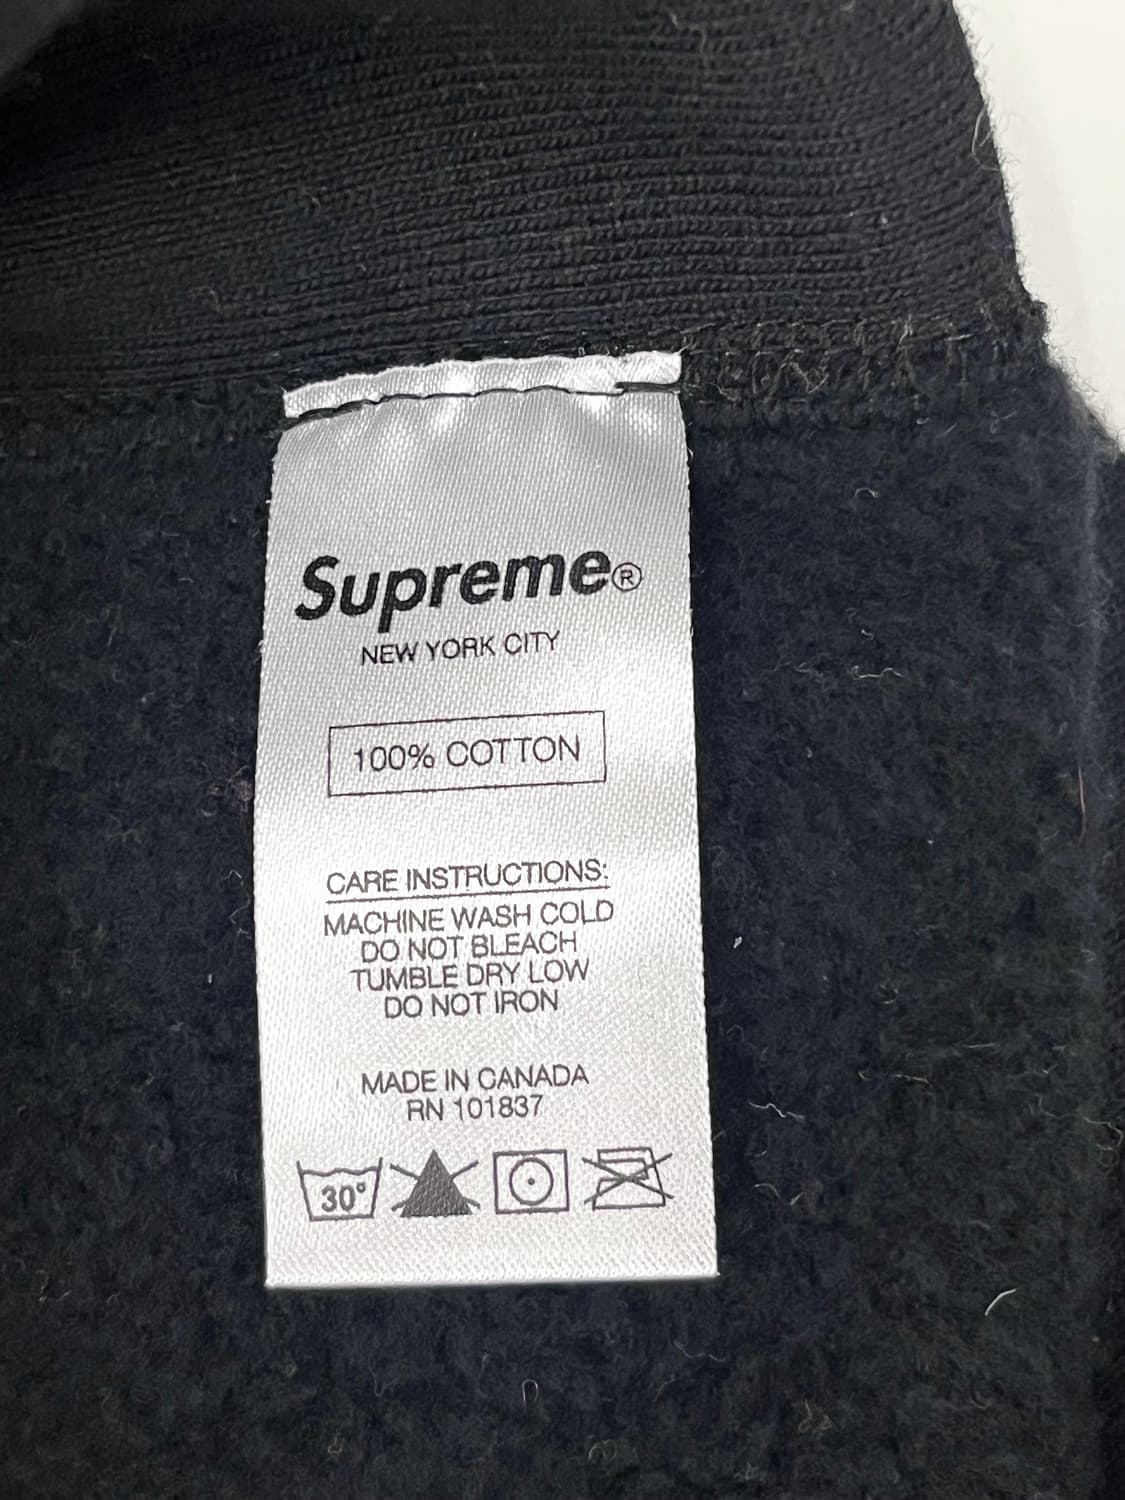 Supreme®
NEW YORK CITY
100% COTTON
CARE INSTRUCTIONS:
MACHINE WASH COLD
DO NOT BLEACH
TUMBLE DRY LOW
DO NOT IRON
MADE IN CANADA
RN 101837
30°